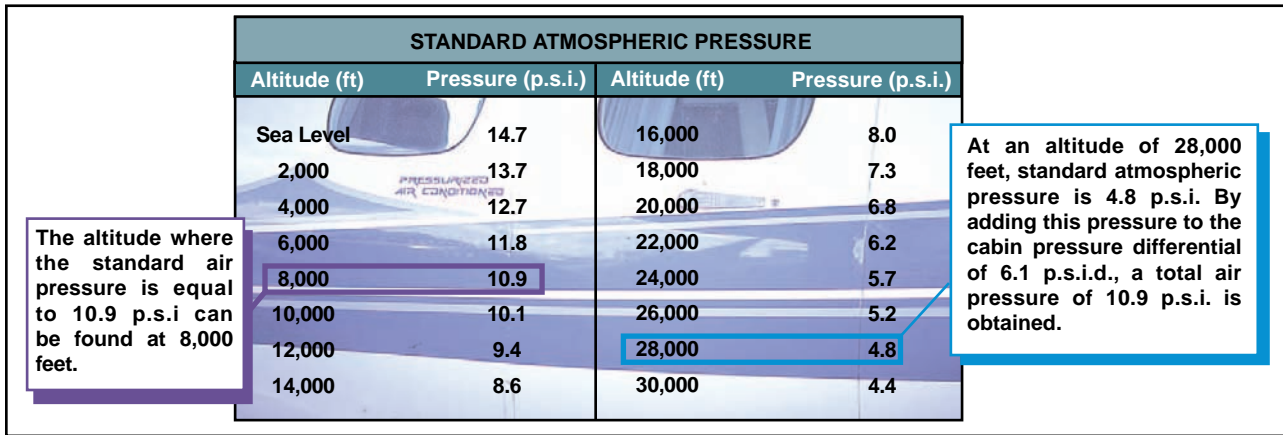 STANDARD ATMOSPHERIC PRESSURE
Altitude (ft) Pressure (p.s.i.) Altitude (ft) Pressure (p.s.i.)
Sea Level 14.7 16,000 8.0
2,000 13.7 18,000 7.3
4,000 12.7 20,000 6.8
6,000 11.8 22,000 6.2
8,000 10.9 24,000 5.7
10,000 10.1 26,000 5.2
12,000 9.4 28,000 4.8
14,000 8.6 30,000 4.4
PRESSURIZED
AIR CONDITIONED
The altitude where
the standard air
pressure is equal
to 10.9 p.s.i can
be found at 8,000
feet.
At an altitude of 28,000
feet, standard atmospheric
pressure is 4.8 p.s.i. By
adding this pressure to the
cabin pressure differential
of 6.1 p.s.i.d., a total air
pressure of 10.9 p.s.i. is
obtained.